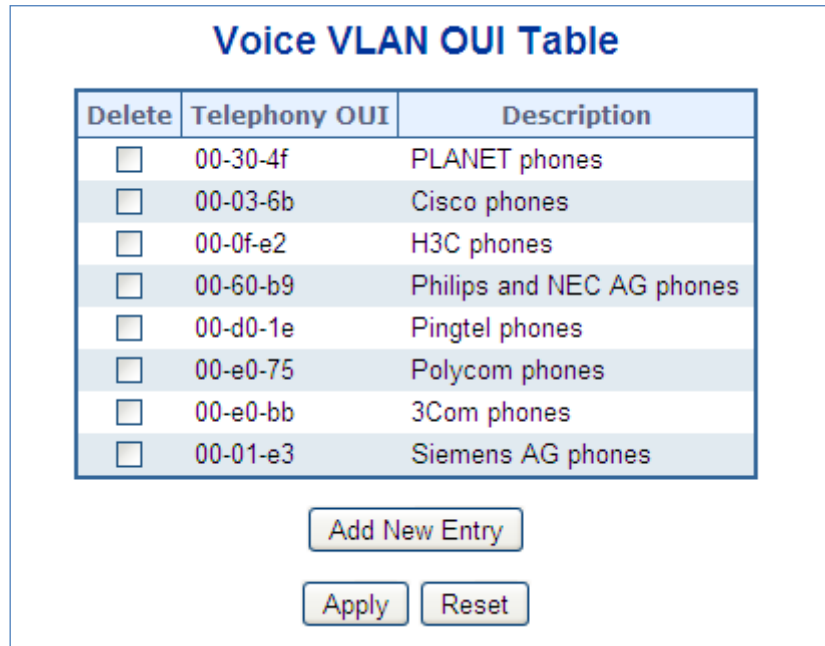 Voice VLAN OUI Table
Delete Telephony OUI Description
00-30-4f PLANET phones
00-03-6b Cisco phones
00-0f-e2 H3C phones
00-60-b9 Philips and NEC AG phones
00-d0-1e Pingtel phones
00-e0-75 Polycom phones
00-e0-bb 3Com phones
00-01-e3 Siemens AG phones
Add New Entry
Apply Reset